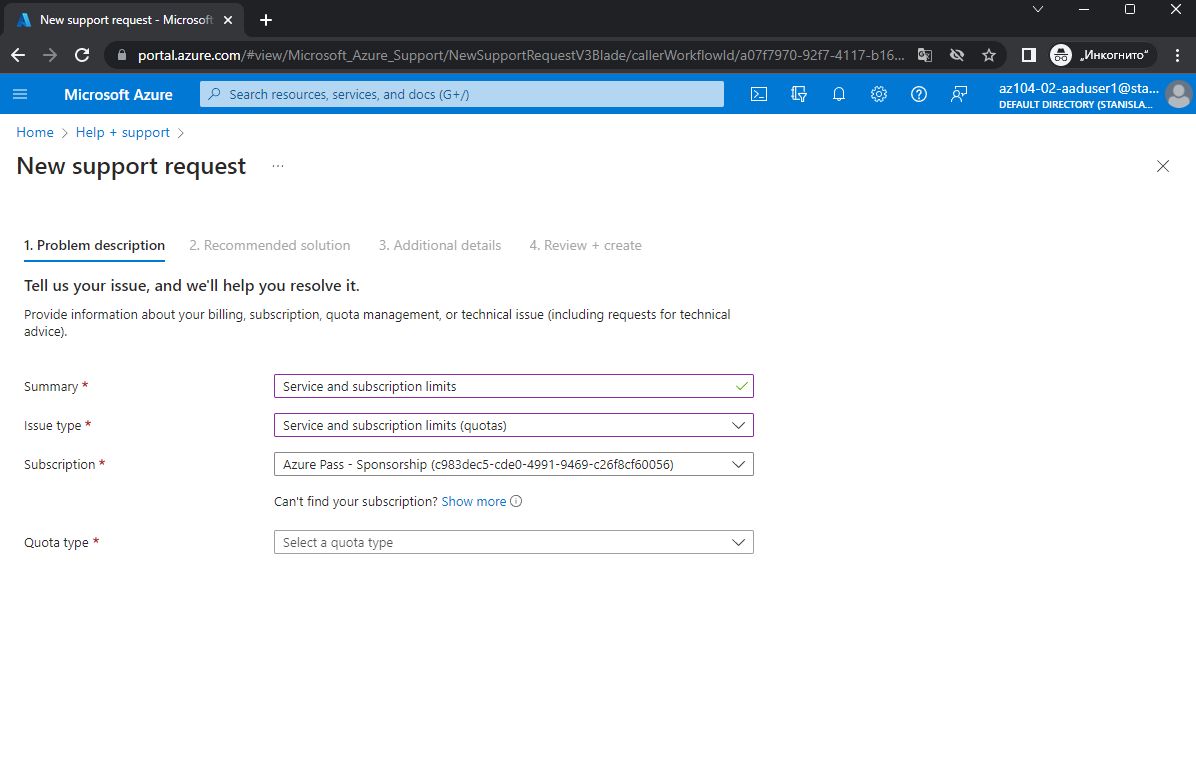 New support request - Microsoft
portal.azure.com/#view/Microsoft_Azure_Support/NewSupportRequestV3Blade/callerWorkflowId/a07f7970-92f7-4117-b16...
„Инкогнито“
Microsoft Azure
Search resources, services, and docs (G+/)
az104-02-aaduser1@sta...
DEFAULT DIRECTORY (STANISLA...
Home > Help + support >
New support request ...
1. Problem description 2. Recommended solution 3. Additional details 4. Review + create
Tell us your issue, and we'll help you resolve it.
Provide information about your billing, subscription, quota management, or technical issue (including requests for technical
advice).
Summary * Service and subscription limits
Issue type * Service and subscription limits (quotas)
Subscription * Azure Pass - Sponsorship (c983dec5-cde0-4991-9469-c26f8cf60056)
Can't find your subscription? Show more
Quota type * Select a quota type